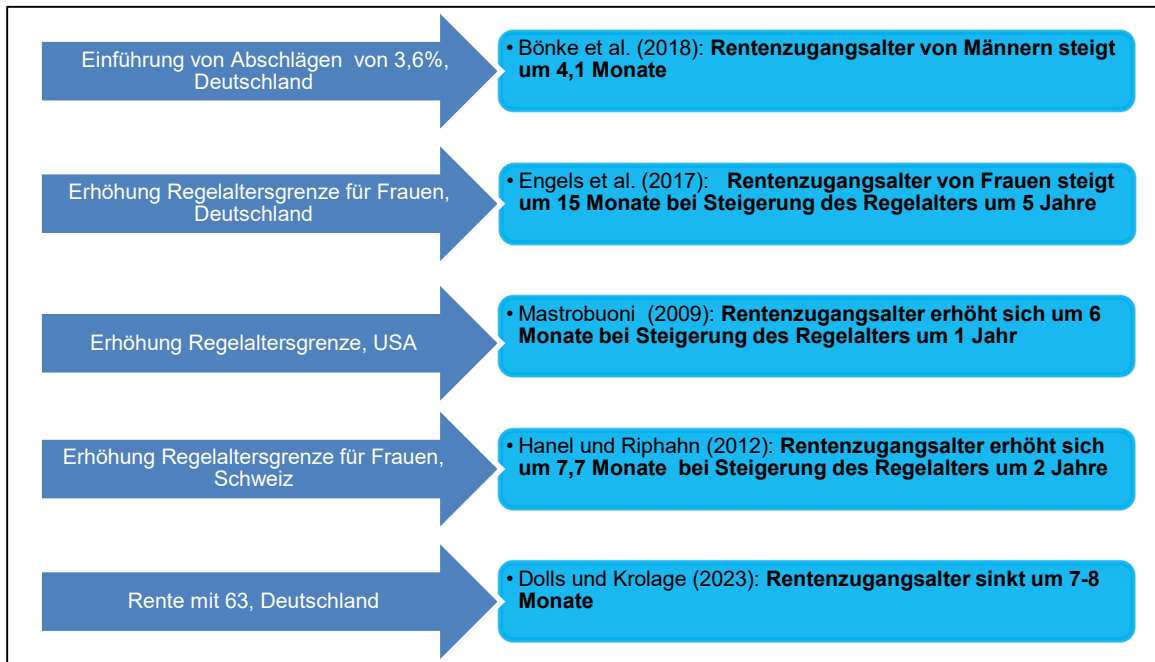 Einführung von Abschlägen von 3,6%,
Deutschland
• Bönke et al. (2018): Rentenzugangsalter von Männern steigt
um 4,1 Monate
Erhöhung Regelaltersgrenze für Frauen,
Deutschland
• Engels et al. (2017): Rentenzugangsalter von Frauen steigt
um 15 Monate bei Steigerung des Regelalters um 5 Jahre
Erhöhung Regelaltersgrenze, USA
• Mastrobuoni (2009): Rentenzugangsalter erhöht sich um 6
Monate bei Steigerung des Regelalters um 1 Jahr
Erhöhung Regelaltersgrenze für Frauen,
Schweiz
• Hanel und Riphahn (2012): Rentenzugangsalter erhöht sich
um 7,7 Monate bei Steigerung des Regelalters um 2 Jahre
Rente mit 63, Deutschland
• Dolls und Krolage (2023): Rentenzugangsalter sinkt um 7-8
Monate